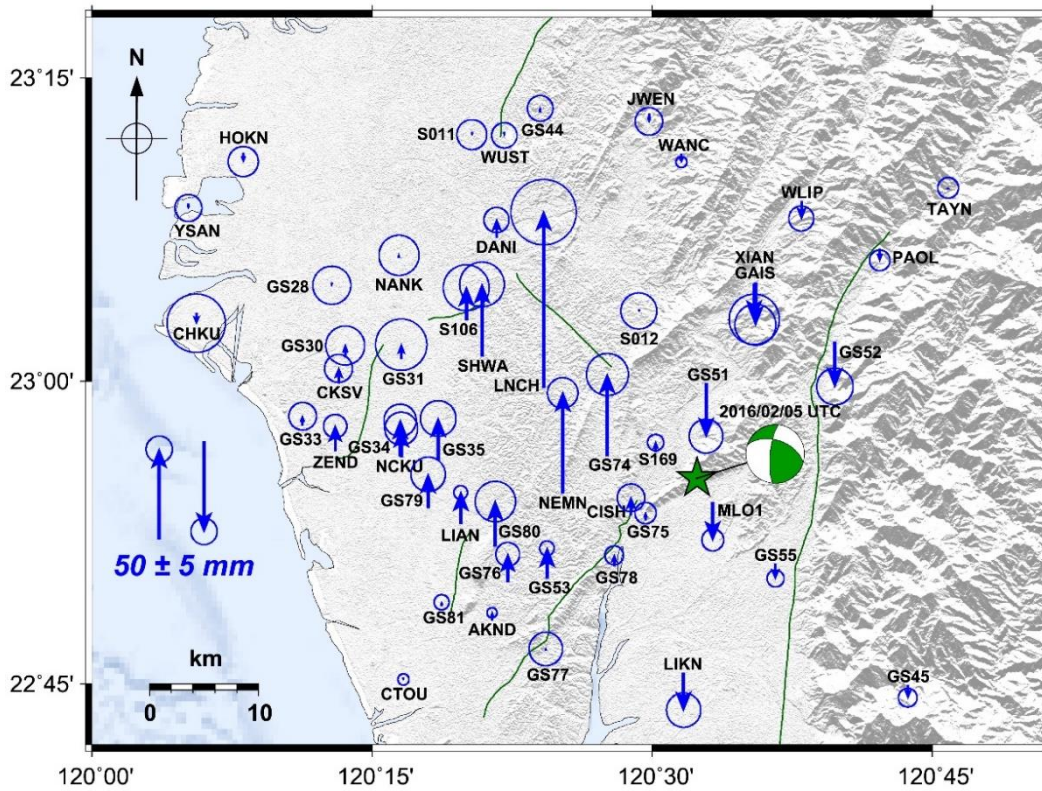 23°15'
23°00'
22°45'
120°00'
120°15'
120°30'
120°45'
N
HOKN
YSAN
S011
WUST
GS44
JWEN
WANC
WLIP
TAYN
DANI
NANK
GS28
CHKU
XIAN
GAIS
PAOL
S106
SHWA
S012
GS30
CKSV
GS31
LNCH
GS52
GS51
2016/02/05 UTC
GS33
ZEND
GS34
NCKU
GS35
GS74
S169
GS79
LIAN
GS80
NEMN
CISH
GS75
MLO1
50 ± 5 mm
GS76
GS53
GS78
GS55
GS81
AKND
GS77
km
0
10
CTOU
LIKN
GS45